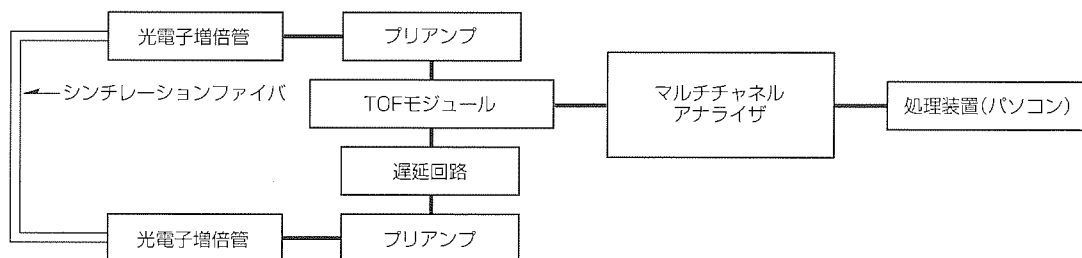 光電子増倍管
プリアンプ
シンチレーションファイバ
TOFモジュール
マルチチャネル
アナライザ
処理装置(パソコン)
遅延回路
光電子増倍管
プリアンプ